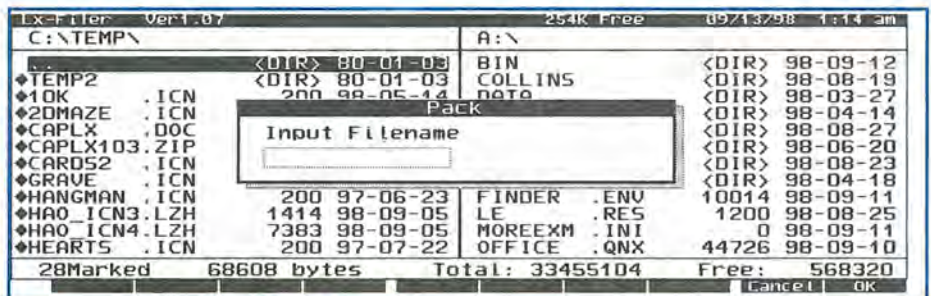 Lx-Filer Ver1.07 254K Free 09/13/98 1:14 am
C:\TEMP\ A:\
.. <DIR> 80-01-03 BIN <DIR> 98-09-12
◆TEMP2 <DIR> 80-01-03 COLLINS <DIR> 98-08-19
◆10K .ICN 200 98-05-14 DATA <DIR> 98-03-27
◆2DMAZE .ICN <DIR> 98-04-14
◆CAPLX .DOC <DIR> 98-08-27
◆CAPLX103.ZIP <DIR> 98-06-20
◆CARDS2 .ICN <DIR> 98-08-23
◆GRAVE .ICN <DIR> 98-04-18
Pack
Input Filename
◆HANGMAN .ICN 200 97-06-23 FINDER .ENV 10014 98-09-11
◆HAO_ICN3.LZH 1414 98-09-05 LE .RES 1200 98-08-25
◆HAO_ICN4.LZH 7383 98-09-05 MOREEXM .INI 0 98-09-11
◆HEARTS .ICN 200 97-07-22 OFFICE .QNX 44726 98-09-10
28Marked 68608 bytes Total: 33455104 Free: 568320
Cancel OK